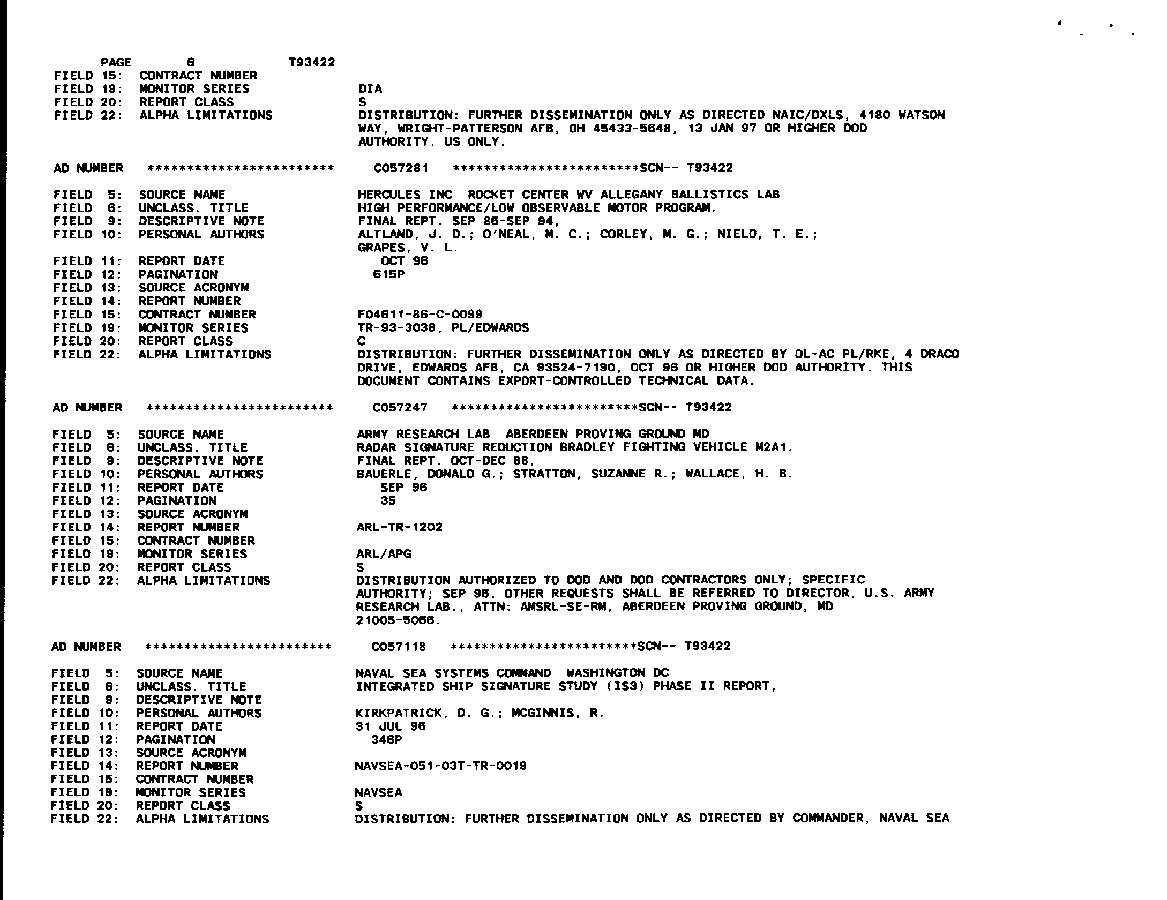 PAGE 6 T93422
FIELD 15: CONTRACT NUMBER
FIELD 19: MONITOR SERIES DIA
FIELD 20: REPORT CLASS S
FIELD 22: ALPHA LIMITATIONS DISTRIBUTION: FURTHER DISSEMINATION ONLY AS DIRECTED NAIC/DXLS, 4180 WATSON
WAY, WRIGHT-PATTERSON AFB, OH 45433-5648, 13 JAN 97 OR HIGHER DOD
AUTHORITY. US ONLY.
AD NUMBER ************************ C057281 ************************SCN-- T93422
FIELD 5: SOURCE NAME HERCULES INC ROCKET CENTER WV ALLEGANY BALLISTICS LAB
FIELD 6: UNCLASS. TITLE HIGH PERFORMANCE/LOW OBSERVABLE MOTOR PROGRAM.
FIELD 9: DESCRIPTIVE NOTE FINAL REPT. SEP 86-SEP 94,
FIELD 10: PERSONAL AUTHORS ALTLAND, J. D.; O'NEAL, M. C.; CORLEY, M. G.; NIELD, T. E.;
GRAPES, V. L.
FIELD 11: REPORT DATE OCT 96
FIELD 12: PAGINATION 615P
FIELD 13: SOURCE ACRONYM
FIELD 14: REPORT NUMBER
FIELD 15: CONTRACT NUMBER F04611-86-C-0099
FIELD 19: MONITOR SERIES TR-93-3036, PL/EDWARDS
FIELD 20: REPORT CLASS C
FIELD 22: ALPHA LIMITATIONS DISTRIBUTION: FURTHER DISSEMINATION ONLY AS DIRECTED BY OL-AC PL/RKE, 4 DRACO
DRIVE, EDWARDS AFB, CA 93524-7190, OCT 96 OR HIGHER DOD AUTHORITY. THIS
DOCUMENT CONTAINS EXPORT-CONTROLLED TECHNICAL DATA.
AD NUMBER ************************ C057247 ************************SCN-- T93422
FIELD 5: SOURCE NAME ARMY RESEARCH LAB ABERDEEN PROVING GROUND MD
FIELD 6: UNCLASS. TITLE RADAR SIGNATURE REDUCTION BRADLEY FIGHTING VEHICLE M2A1.
FIELD 9: DESCRIPTIVE NOTE FINAL REPT. OCT-DEC 88,
FIELD 10: PERSONAL AUTHORS BAUERLE, DONALD G.; STRATTON, SUZANNE R.; WALLACE, H. B.
FIELD 11: REPORT DATE SEP 96
FIELD 12: PAGINATION 35
FIELD 13: SOURCE ACRONYM
FIELD 14: REPORT NUMBER ARL-TR-1202
FIELD 15: CONTRACT NUMBER
FIELD 19: MONITOR SERIES ARL/APG
FIELD 20: REPORT CLASS S
FIELD 22: ALPHA LIMITATIONS DISTRIBUTION AUTHORIZED TO DOD AND DOD CONTRACTORS ONLY; SPECIFIC
AUTHORITY; SEP 96. OTHER REQUESTS SHALL BE REFERRED TO DIRECTOR, U.S. ARMY
RESEARCH LAB., ATTN: AMSRL-SE-RM, ABERDEEN PROVING GROUND, MD
21005-5066.
AD NUMBER ************************ C057118 ************************SCN-- T93422
FIELD 5: SOURCE NAME NAVAL SEA SYSTEMS COMMAND WASHINGTON DC
FIELD 6: UNCLASS. TITLE INTEGRATED SHIP SIGNATURE STUDY (IS3) PHASE II REPORT,
FIELD 9: DESCRIPTIVE NOTE
FIELD 10: PERSONAL AUTHORS KIRKPATRICK, D. G.; MCGINNIS, R.
FIELD 11: REPORT DATE 31 JUL 96
FIELD 12: PAGINATION 346P
FIELD 13: SOURCE ACRONYM
FIELD 14: REPORT NUMBER NAVSEA-051-03T-TR-0019
FIELD 15: CONTRACT NUMBER
FIELD 19: MONITOR SERIES NAVSEA
FIELD 20: REPORT CLASS S
FIELD 22: ALPHA LIMITATIONS DISTRIBUTION: FURTHER DISSEMINATION ONLY AS DIRECTED BY COMMANDER, NAVAL SEA